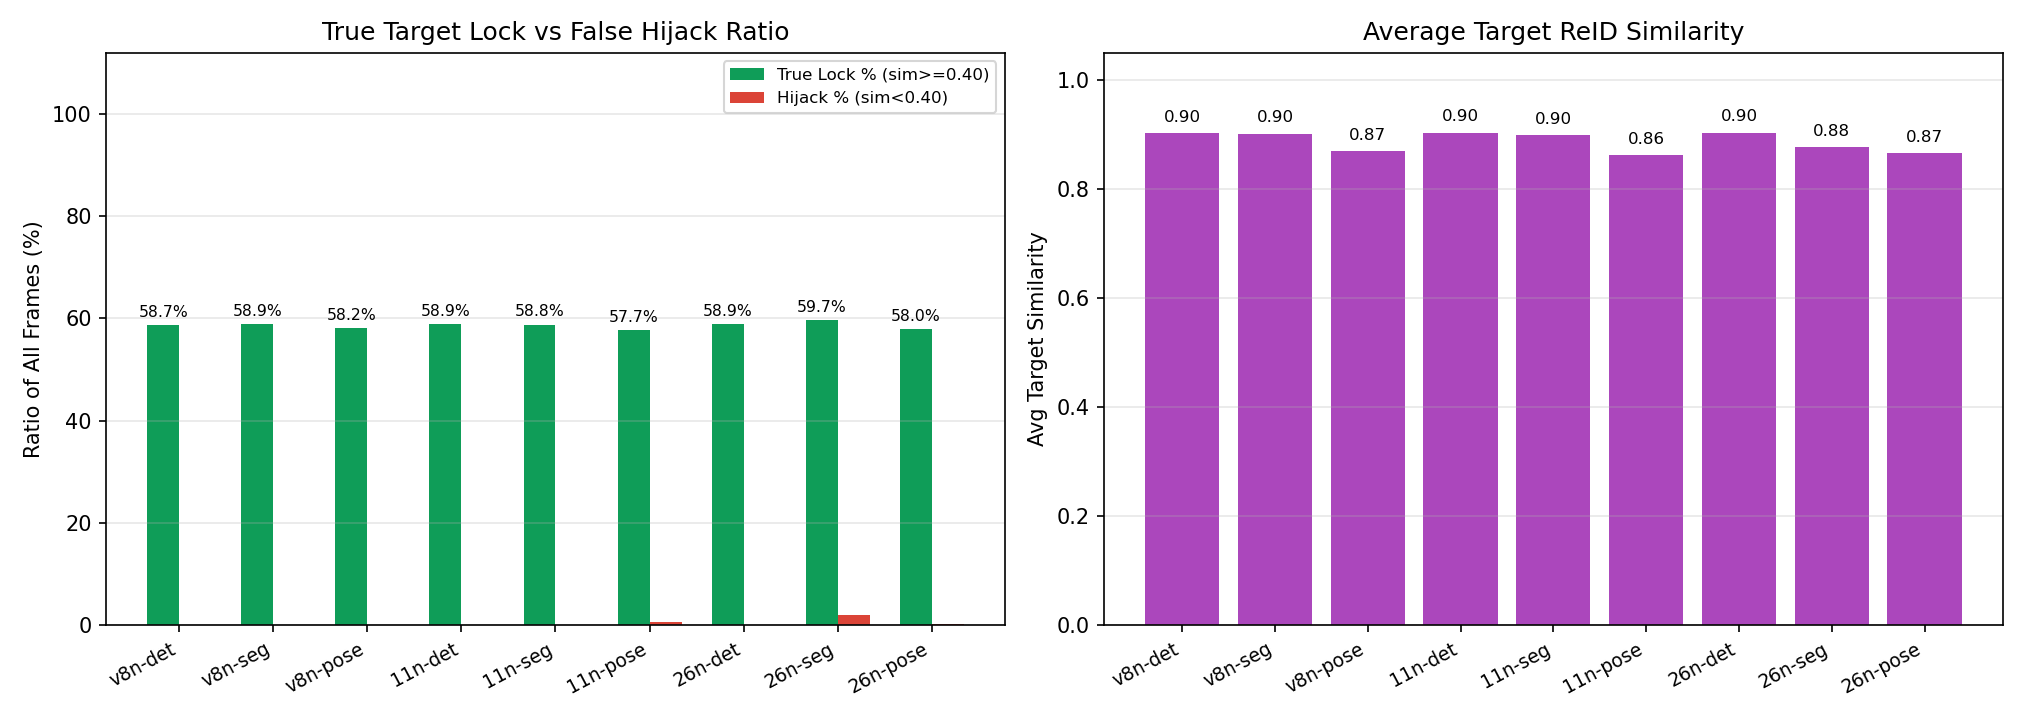 True Target Lock vs False Hijack Ratio
True Lock % (sim>=0.40)
Hijack % (sim<0.40)
Ratio of All Frames (%)
100
80
60
40
20
0
58.7%
58.9%
58.2%
58.9%
58.8%
57.7%
58.9%
59.7%
58.0%
v8n-det
v8n-seg
v8n-pose
11n-det
11n-seg
11n-pose
26n-det
26n-seg
26n-pose
Average Target ReID Similarity
Avg Target Similarity
1.0
0.8
0.6
0.4
0.2
0.0
0.90
0.90
0.87
0.90
0.90
0.86
0.90
0.88
0.87
v8n-det
v8n-seg
v8n-pose
11n-det
11n-seg
11n-pose
26n-det
26n-seg
26n-pose